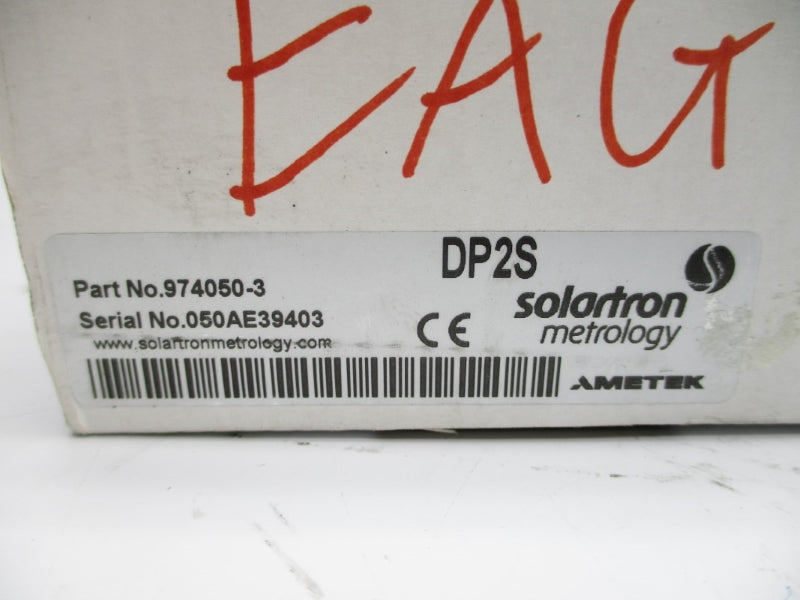 EAG
DP2S
Part No.974050-3
Serial No.050AE39403
www.solartronmetrology.com
CE
solartron
metrology
AMETEK